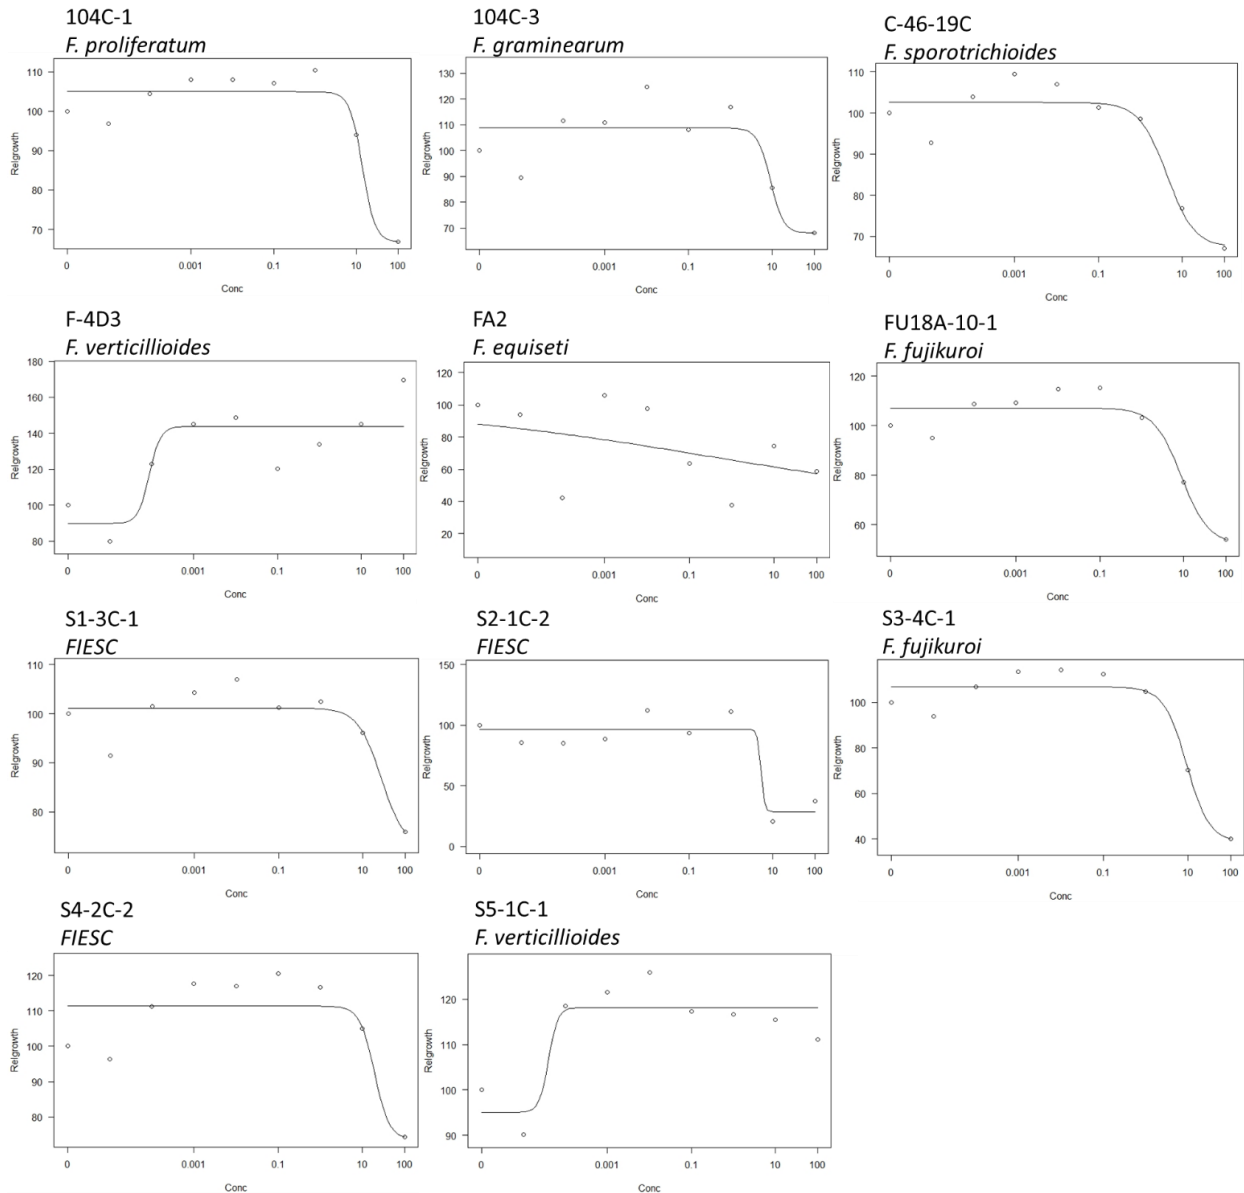 104C-1
F. proliferatum
110
100
90
80
70
Relgrowth
0
0.001
0.1
10
100
Conc
104C-3
F. graminearum
130
120
110
100
90
80
70
Relgrowth
0
0.001
0.1
10
100
Conc
C-46-19C
F. sporotrichioides
110
100
90
80
70
Relgrowth
0
0.001
0.1
10
100
Conc
F-4D3
F. verticillioides
180
160
140
120
100
80
Relgrowth
0
0.001
0.1
10
100
Conc
FA2
F. equiseti
120
100
80
60
40
20
Relgrowth
0
0.001
0.1
10
100
Conc
FU18A-10-1
F. fujikuroi
120
100
80
60
Relgrowth
0
0.001
0.1
10
100
Conc
S1-3C-1
FIESC
110
100
90
80
Relgrowth
0
0.001
0.1
10
100
Conc
S2-1C-2
FIESC
150
100
50
0
Relgrowth
0
0.001
0.1
10
100
Conc
S3-4C-1
F. fujikuroi
100
80
60
40
Relgrowth
0
0.001
0.1
10
100
Conc
S4-2C-2
FIESC
120
110
100
90
80
Relgrowth
0
0.001
0.1
10
100
Conc
S5-1C-1
F. verticillioides
120
110
100
90
Relgrowth
0
0.001
0.1
10
100
Conc